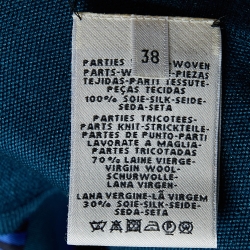 38
PARTIES WOVEN
PARTS-W -PIEZAS
TEJIDAS-PARTI TESSUTE-
PEÇAS TECIDAS
100% SOIE-SILK-SEIDE-
SEDA-SETA
PARTIES TRICOTEES-
PARTS KNIT-STRICKTEILE-
PARTES DE PUNTO-PARTI
LAVORATE A MAGLIA-
PARTES TRICOTADAS
70% LAINE VIERGE-
VIRGIN WOOL-
SCHURWOLLE-
LANA VIRGEN-
LANA VERGINE-LÃ VIRGEM
30% SOIE-SILK-SEIDE-
SEDA-SETA